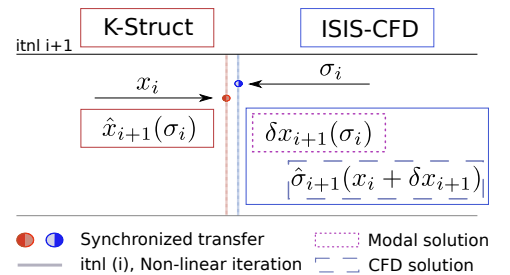 K-Struct ISIS-CFD
itnl i+1
x_i σ_i
x̂_{i+1}(σ_i) δx_{i+1}(σ_i)
σ̂_{i+1}(x_i + δx_{i+1})
Synchronized transfer Modal solution
itnl (i), Non-linear iteration CFD solution